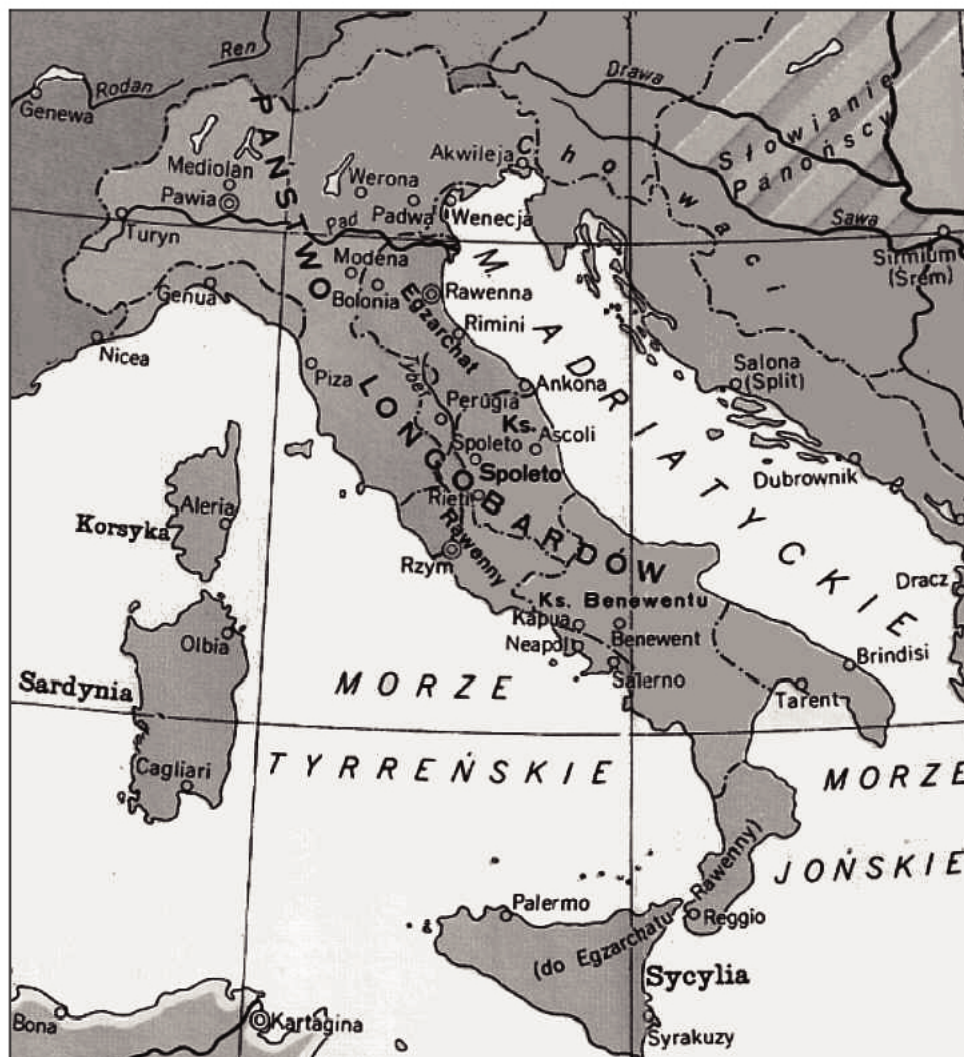 Ren
Rodan
Genewa
Drawa
Słowianie
Panońscy
PAŃSTWO
LONGOBARDÓW
Chorwaci
Mediolan
Pawia
Werona
Padwa
Akwileja
Wenecja
Sawa
Sirmium
(Śrem)
Turyn
Pad
Modena
Bolonia
Genua
Egzarchat
Rawenny
Rawenna
Rimini
Nicea
Piza
Tyber
Perugia
Ankona
Ks.
Spoleto
Spoleto
Ascoli
Salona
(Split)
Dubrownik
M. ADRIATYCKIE
Aleria
Korsyka
Rieti
Rzym
Dracz
Ks. Benewentu
Kapua
Neapol
Benewent
Salerno
Brindisi
Tarent
Olbia
Sardynia
Cagliari
MORZE
TYRREŃSKIE
MORZE
JOŃSKIE
Palermo
Reggio
(do Egzarchatu Rawenny)
Sycylia
Syrakuzy
Bona
Kartagina